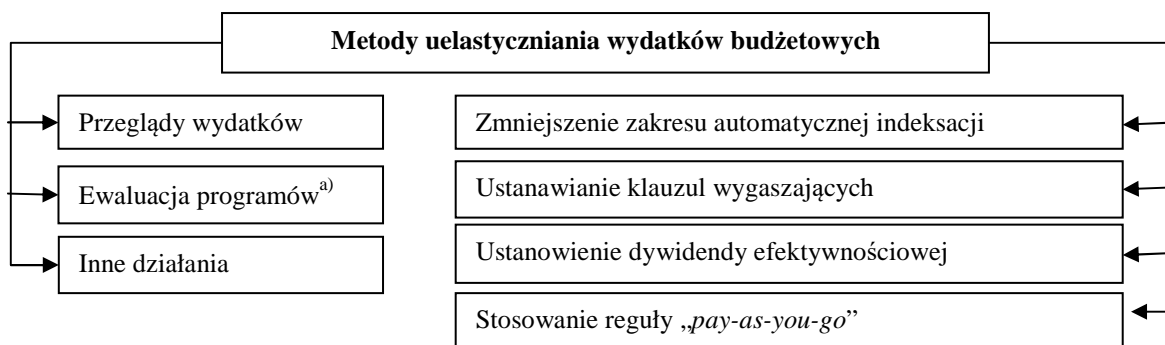 Metody uelastyczniania wydatków budżetowych
Przeglądy wydatków
Ewaluacja programów a)
Inne działania
Zmniejszenie zakresu automatycznej indeksacji
Ustanawianie klauzul wygaszających
Ustanowienie dywidendy efektywnościowej
Stosowanie reguły „pay-as-you-go”